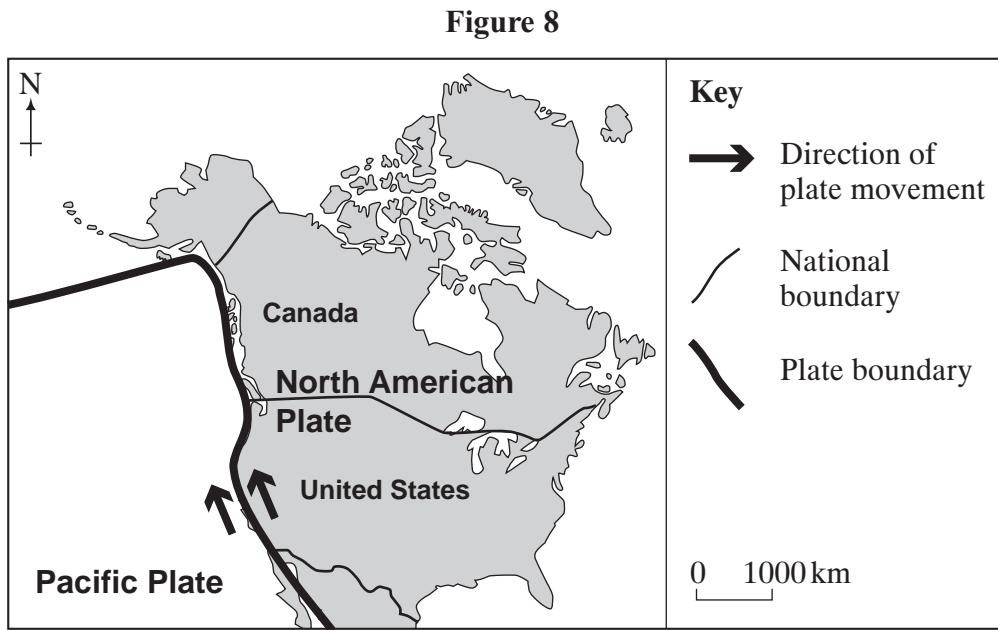 Figure 8
N
Canada
North American
Plate
United States
Pacific Plate
Key
Direction of
plate movement
National
boundary
Plate boundary
0 1000 km